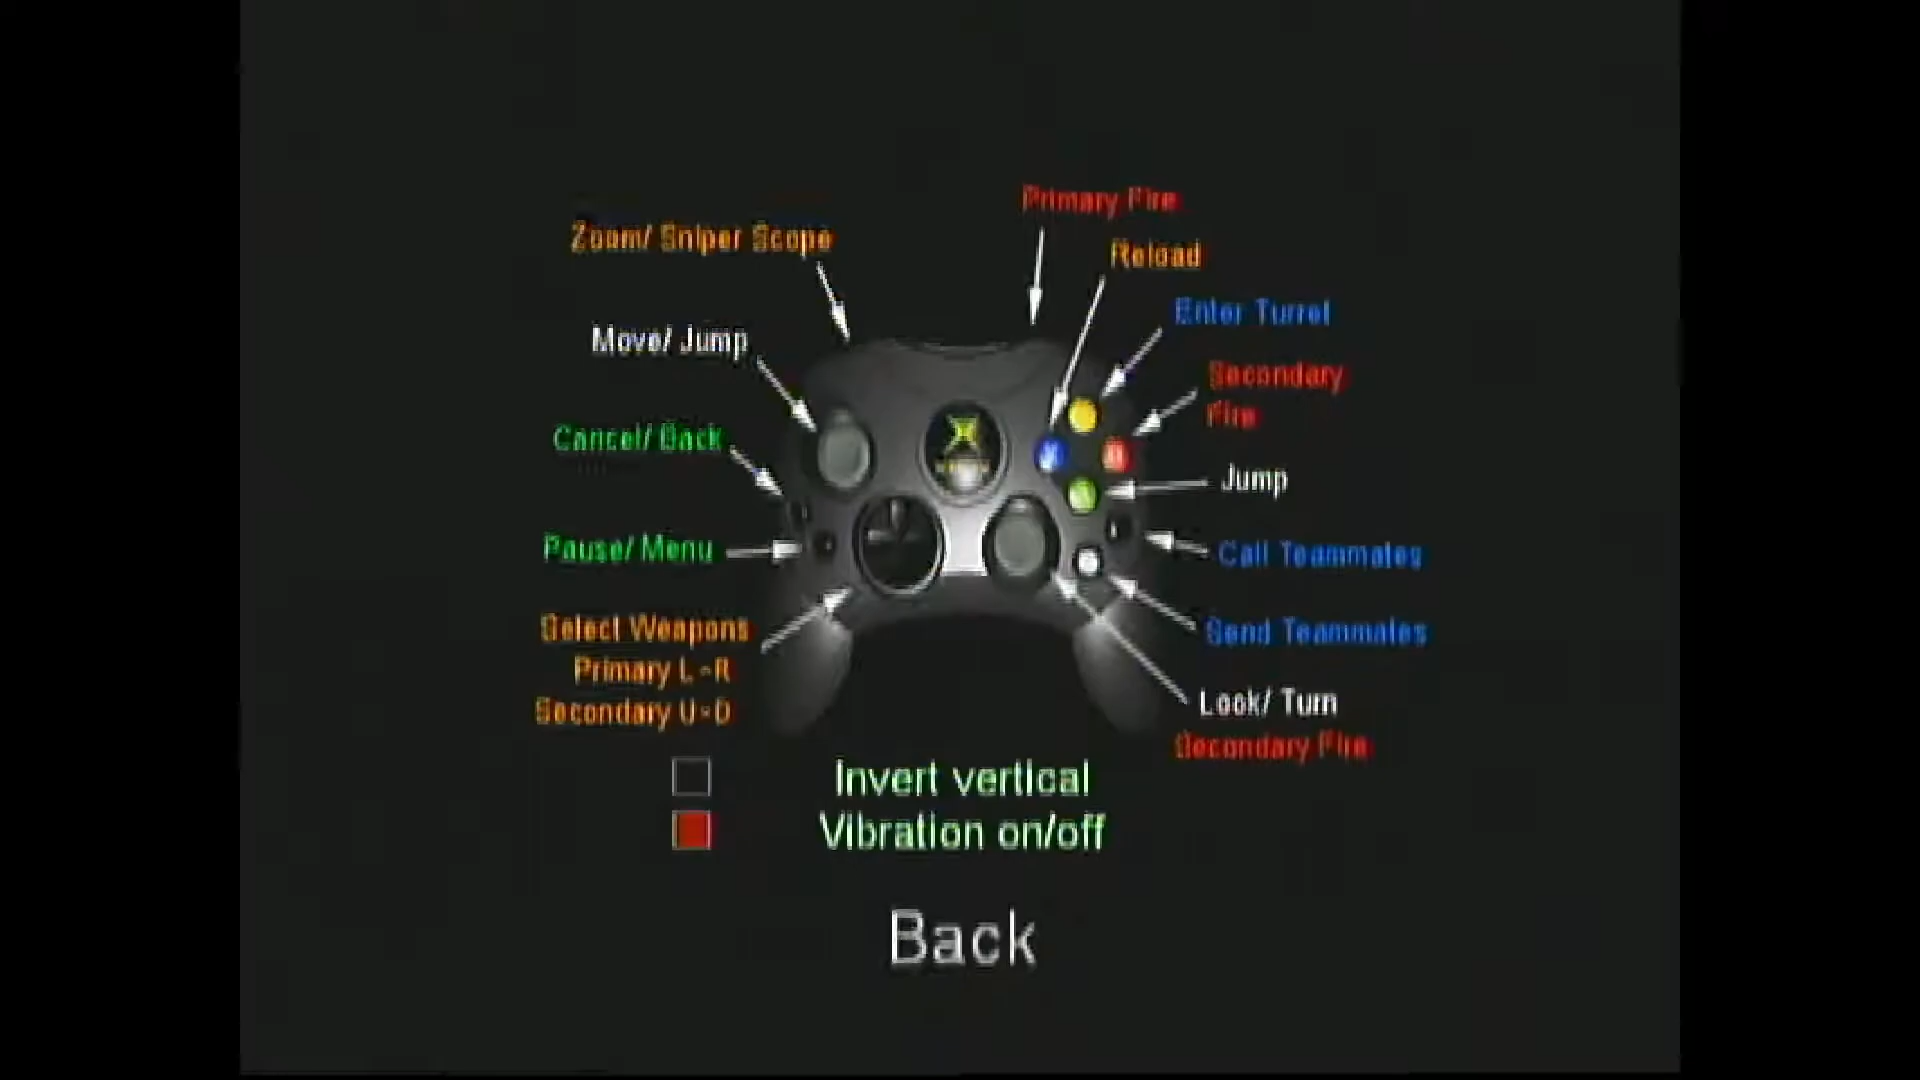 Primary Fire
Zoom/ Sniper Scope
Reload
Enter Turret
Move/ Jump
Secondary
Fire
Cancel/ Back
Jump
Pause/ Menu
Call Teammates
Select Weapons
Primary L-R
Secondary U-D
Send Teammates
Look/ Turn
Secondary Fire
Invert vertical
Vibration on/off
Back